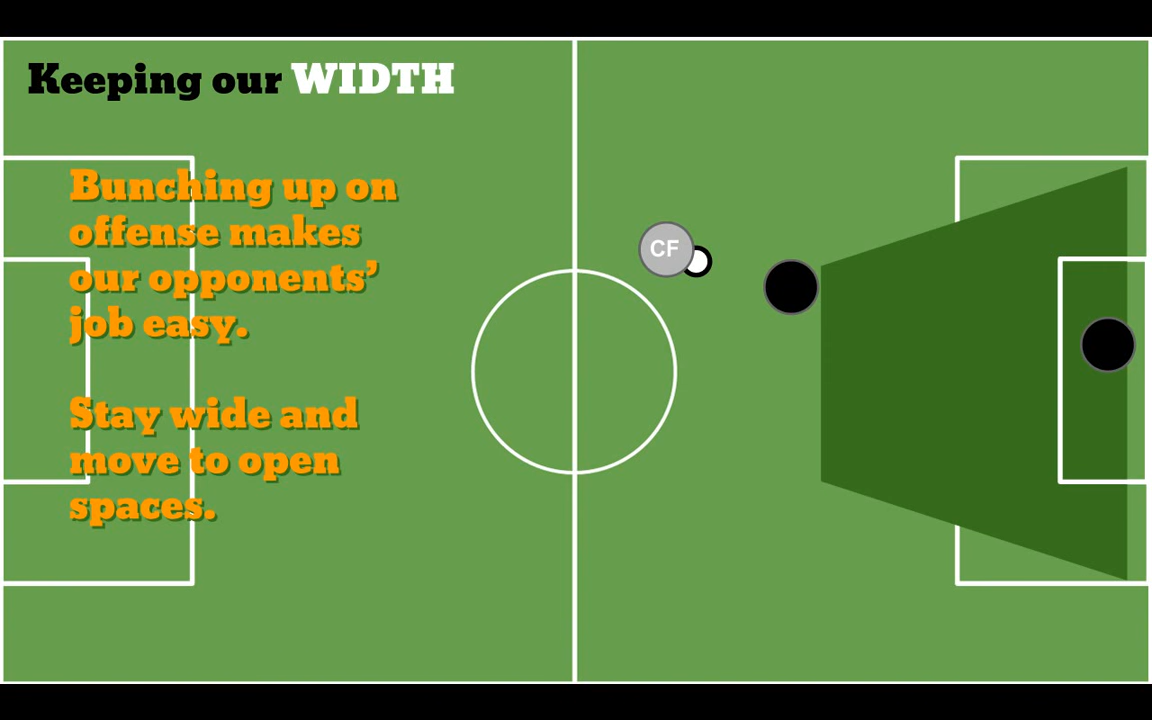 Keeping our WIDTH
Bunching up on
offense makes
our opponents’
job easy.
Stay wide and
move to open
spaces.
CF